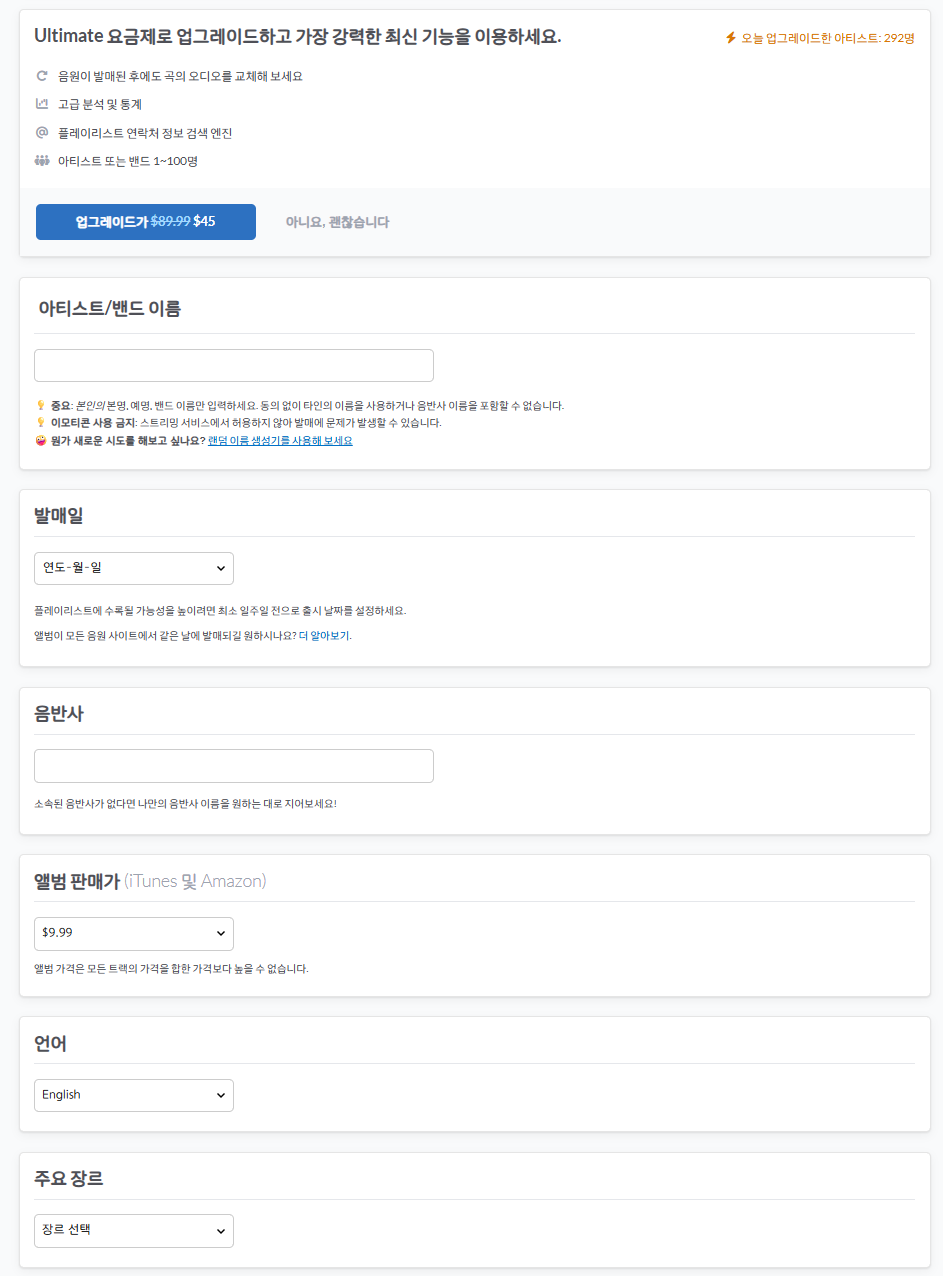 Ultimate 요금제로 업그레이드하고 가장 강력한 최신 기능을 이용하세요.
오늘 업그레이드한 아티스트: 292명
음원이 발매된 후에도 곡의 오디오를 교체해 보세요
고급 분석 및 통계
플레이리스트 연락처 정보 검색 엔진
아티스트 또는 밴드 1~100명
업그레이드가 $89.99 $45
아니요, 괜찮습니다
아티스트/밴드 이름
중요: 본인의 본명, 예명, 밴드 이름만 입력하세요. 동의 없이 타인의 이름을 사용하거나 음반사 이름을 포함할 수 없습니다.
이모티콘 사용 금지: 스트리밍 서비스에서 허용하지 않아 발매에 문제가 발생할 수 있습니다.
뭔가 새로운 시도를 해보고 싶나요? 랜덤 이름 생성기를 사용해 보세요
발매일
연도-월-일
플레이리스트에 수록될 가능성을 높이려면 최소 일주일 전으로 출시 날짜를 설정하세요.
앨범이 모든 음원 사이트에서 같은 날에 발매되길 원하시나요? 더 알아보기.
음반사
소속된 음반사가 없다면 나만의 음반사 이름을 원하는 대로 지어보세요!
앨범 판매가 (iTunes 및 Amazon)
$9.99
앨범 가격은 모든 트랙의 가격을 합한 가격보다 높을 수 없습니다.
언어
English
주요 장르
장르 선택